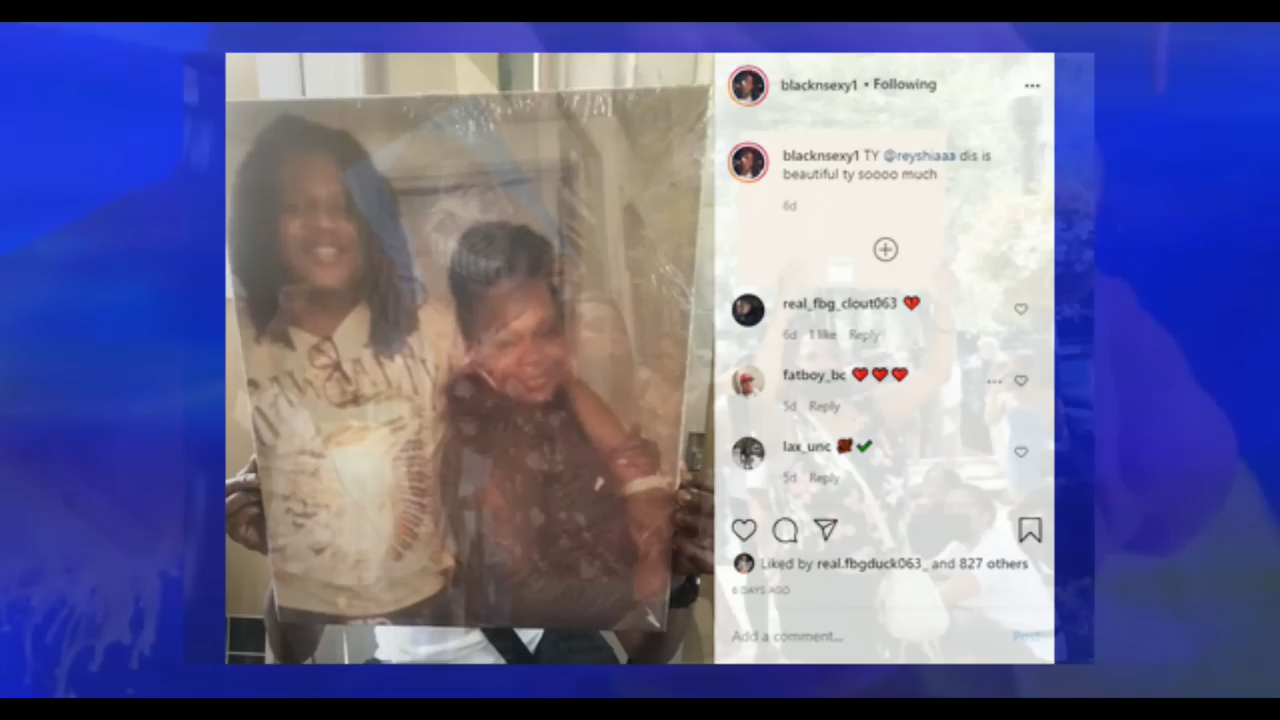 blacknsexy1 • Following
blacknsexy1 TY @reyshiaaa dis is
beautiful ty soooo much
6d
real_fbg_clout063 ❤️
6d 1 like Reply
fatboy_bc ❤️❤️❤️
5d Reply
lax_unc 🐻✔
5d Reply
Liked by real.fbgduck063_ and 827 others
6 DAYS AGO
Add a comment... Post